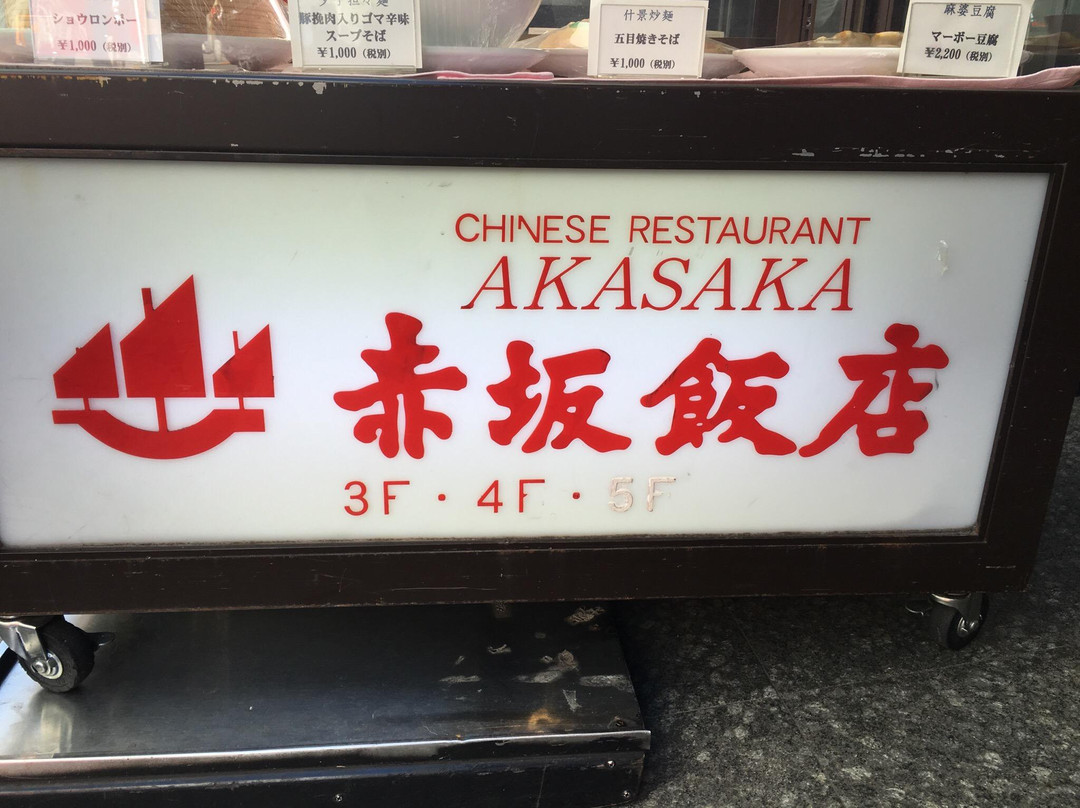 ショウロンポー
¥1,000(税別)
豚挽肉入りゴマ辛味
スープそば
¥1,000(税別)
什景炒麺
五目焼きそば
¥1,000(税別)
麻婆豆腐
マーボー豆腐
¥2,200(税別)
CHINESE RESTAURANT
AKASAKA
赤坂飯店
3F・4F・5F